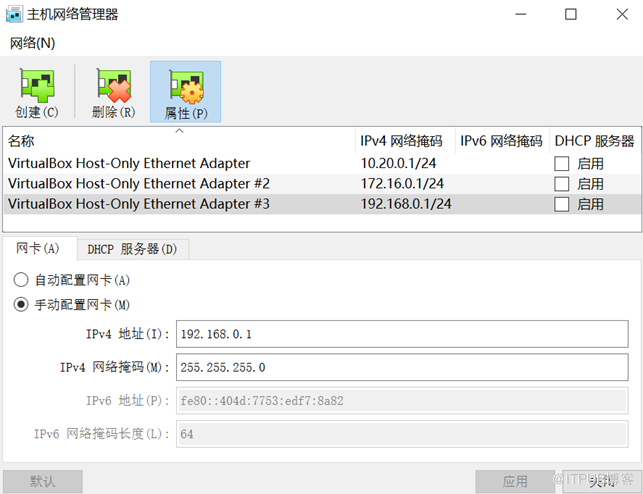 主机网络管理器
网络(N)
创建(C) 删除(R) 属性(P)
名称 IPv4 网络掩码 IPv6 网络掩码 DHCP 服务器
VirtualBox Host-Only Ethernet Adapter 10.20.0.1/24 启用
VirtualBox Host-Only Ethernet Adapter #2 172.16.0.1/24 启用
VirtualBox Host-Only Ethernet Adapter #3 192.168.0.1/24 启用
网卡(A) DHCP 服务器(D)
自动配置网卡(A)
手动配置网卡(M)
IPv4 地址(I): 192.168.0.1
IPv4 网络掩码(M): 255.255.255.0
IPv6 地址(P): fe80::404d:7753:edf7:8a82
IPv6 网络掩码长度(L): 64
默认 应用 关闭
@ITPUB博客